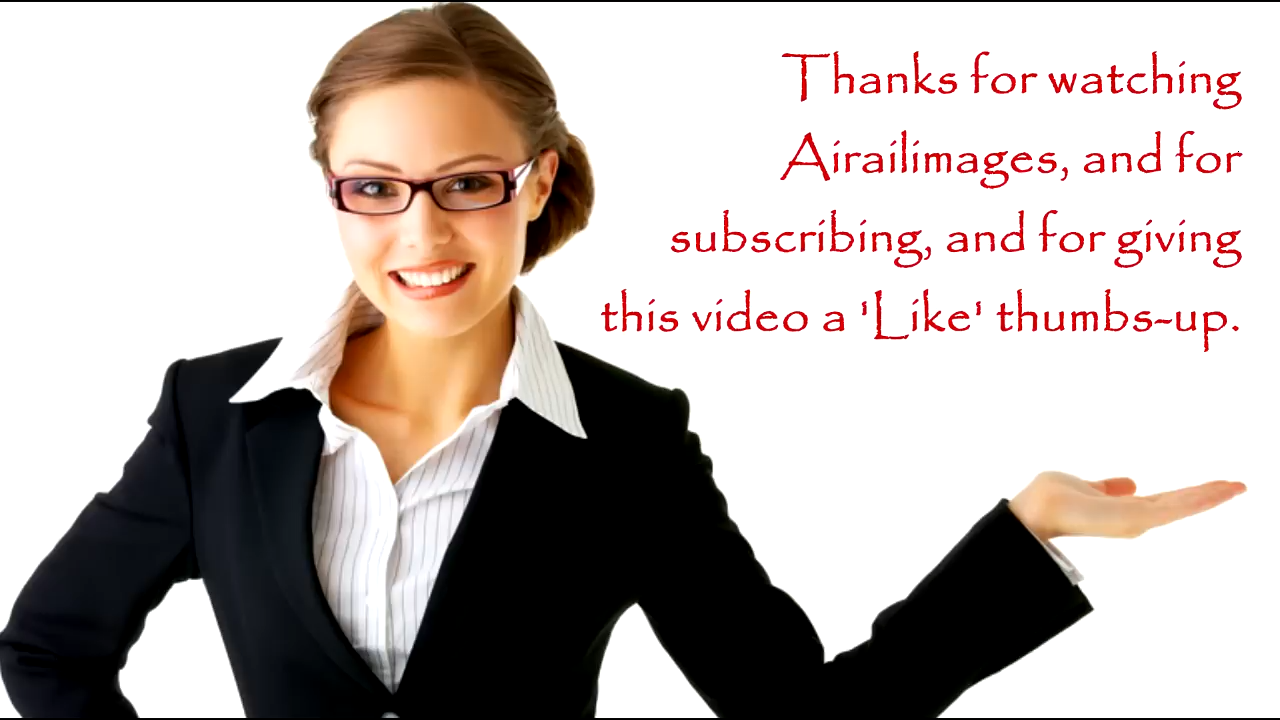 Thanks for watching
Airailimages, and for
subscribing, and for giving
this video a 'Like' thumbs-up.